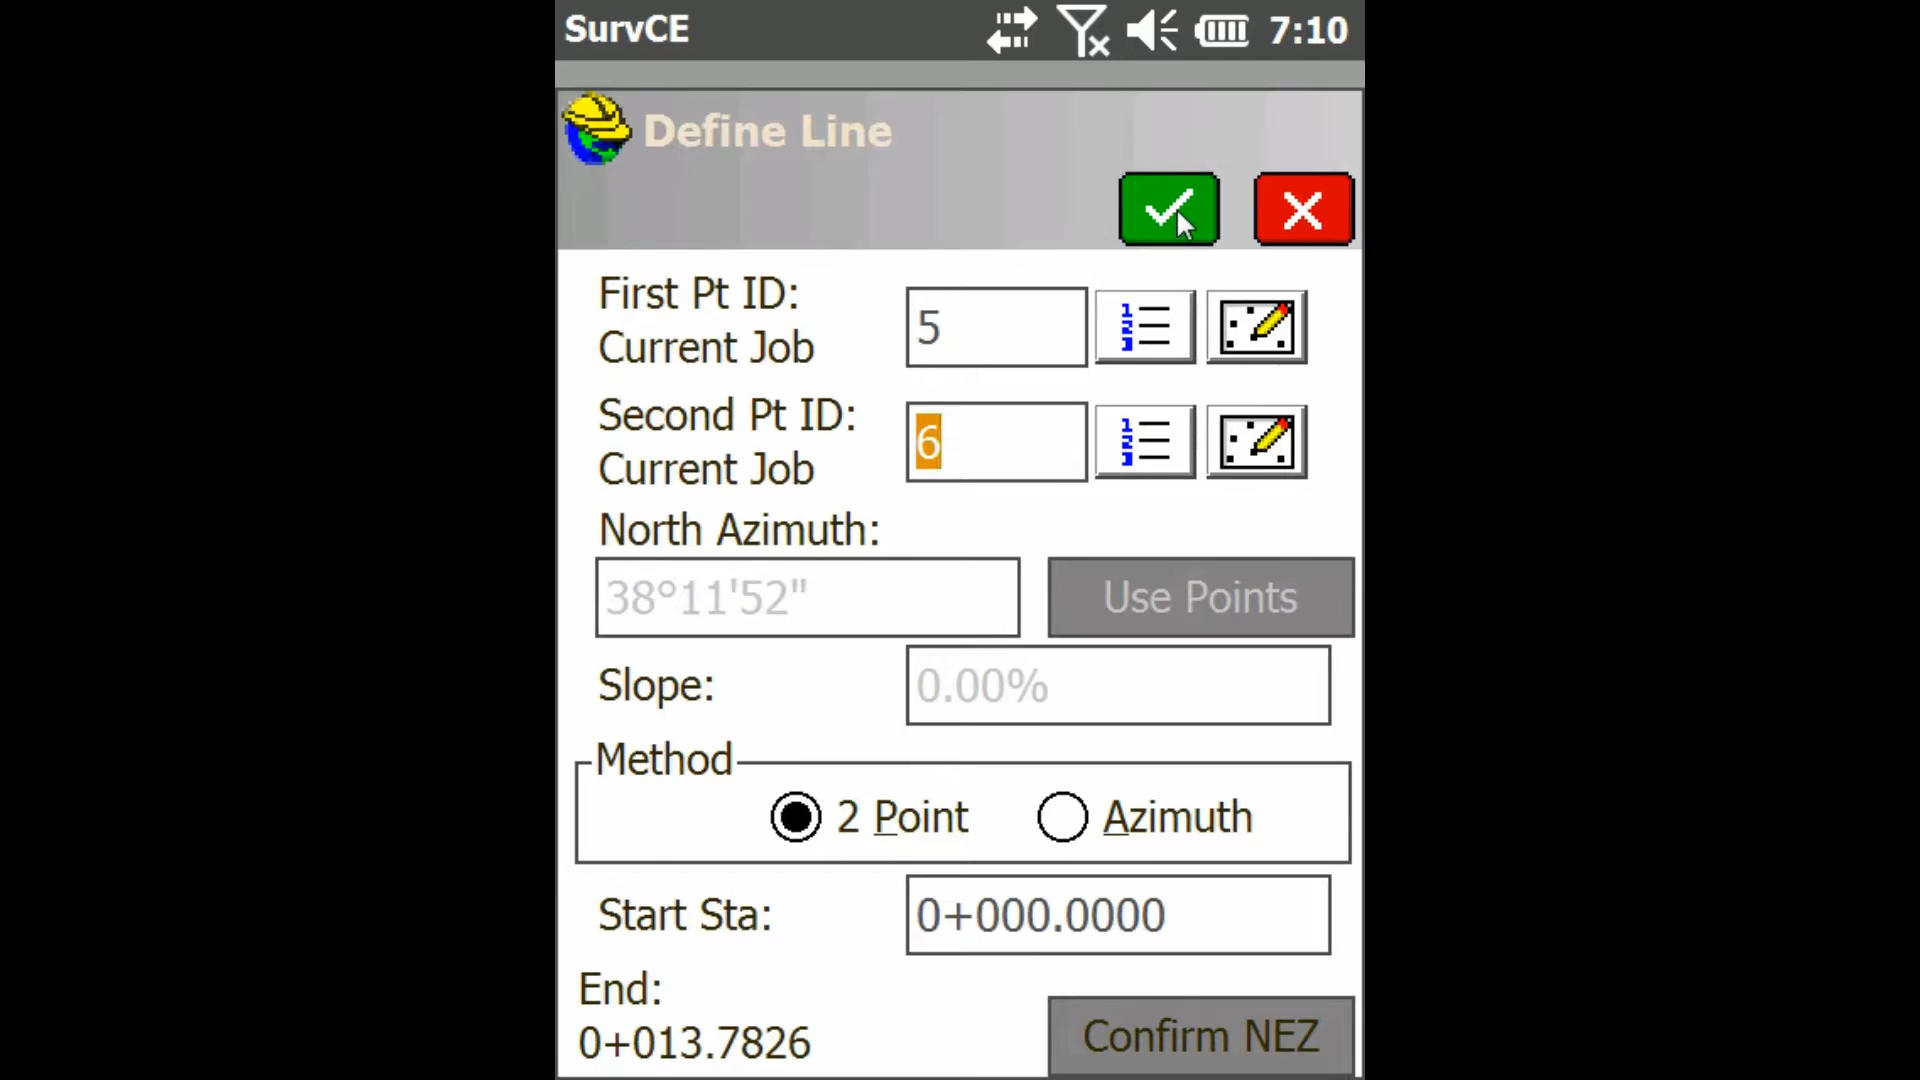 SurvCE 7:10
Define Line
First Pt ID:
Current Job
5
Second Pt ID:
Current Job
6
North Azimuth:
38°11'52"
Use Points
Slope:
0.00%
Method
2 Point
Azimuth
Start Sta:
0+000.0000
End:
0+013.7826
Confirm NEZ